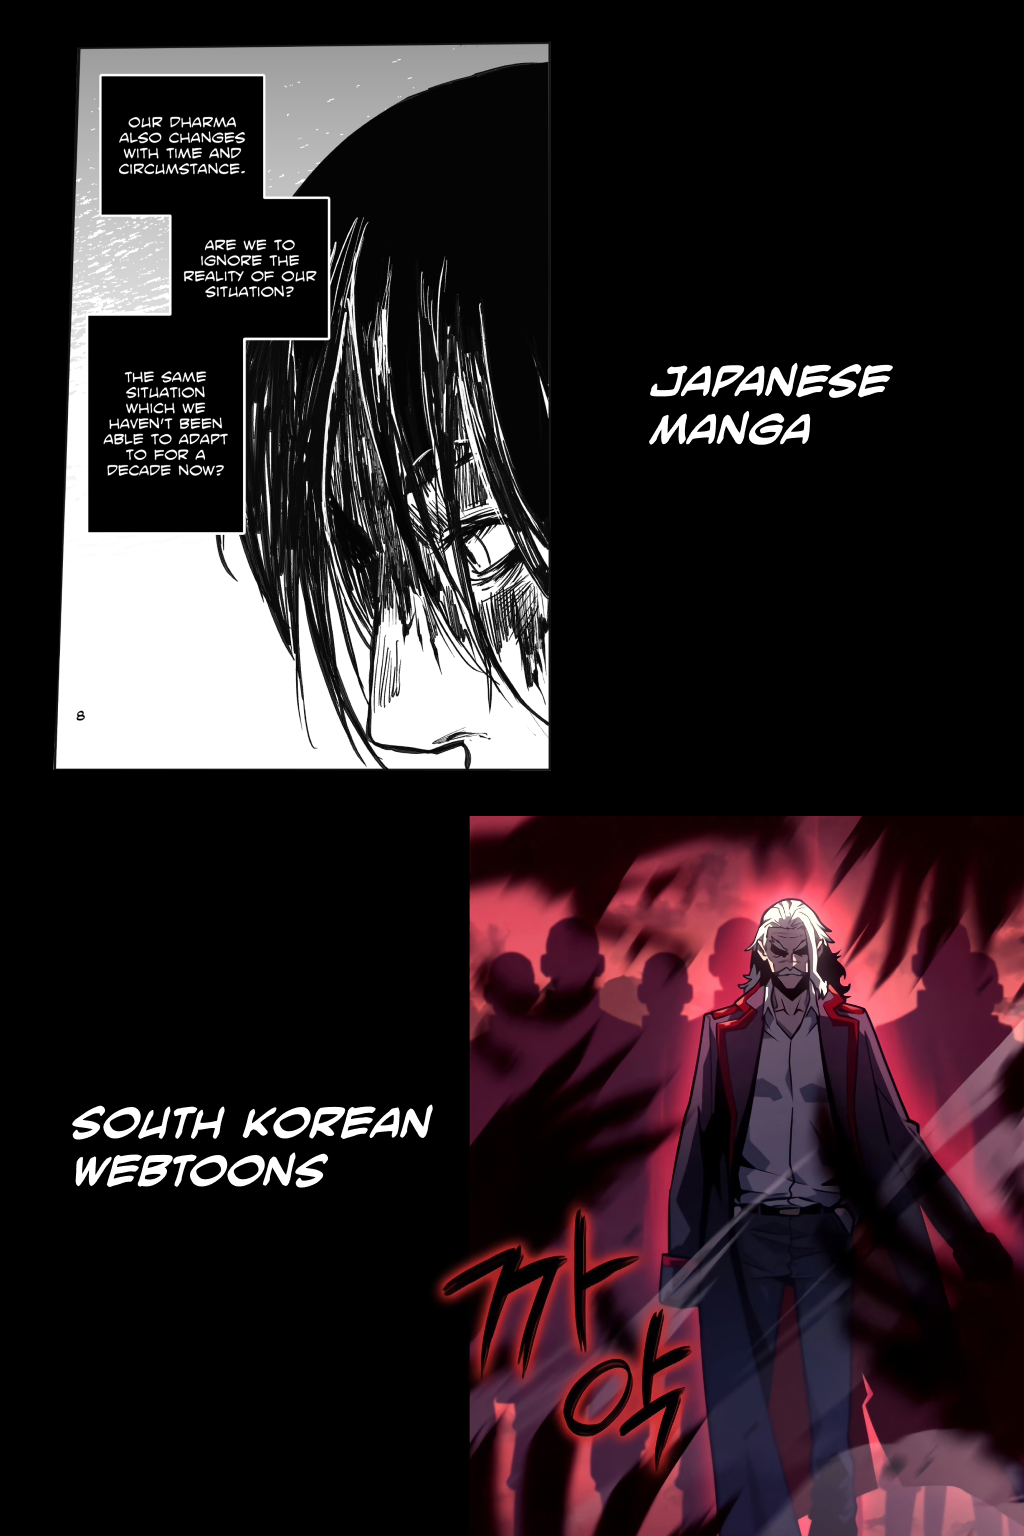 OUR DHARMA
ALSO CHANGES
WITH TIME AND
CIRCUMSTANCE.
ARE WE TO
IGNORE THE
REALITY OF OUR
SITUATION?
THE SAME
SITUATION
WHICH WE
HAVEN'T BEEN
ABLE TO ADAPT
TO FOR A
DECADE NOW?
8
JAPANESE
MANGA
SOUTH KOREAN
WEBTOONS
까
악